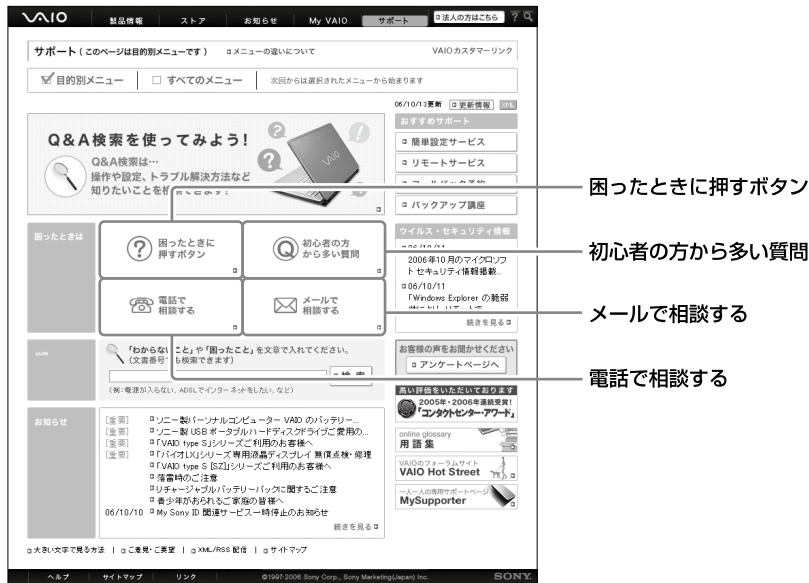 VAIO 製品情報 ストア お知らせ My VAIO サポート 法人の方はこちら ?
サポート ( このページは目的別メニューです ) メニューの違いについて VAIOカスタマーリンク
目的別メニュー すべてのメニュー 次回からは選択されたメニューから始まります
06/10/13更新 更新情報 XML
Q&A検索を使ってみよう!
Q&A検索は…
操作や設定、トラブル解決方法など
知りたいことを検索できます!
おすすめサポート
簡単設定サービス
リモートサービス
バックアップ講座
困ったときは
困ったときに
押すボタン
初心者の方
から多い質問
電話で
相談する
メールで
相談する
ウイルス・セキュリティ情報
06/10/11
2006年10月のマイクロソフ
ト セキュリティ情報掲載...
06/10/11
「Windows Explorer の脆弱
続きを見る
「わからないこと」や「困ったこと」を文章で入れてください。
(文書番号でも検索できます)
検索
(例:電源が入らない、ADSLでインターネットをしたい、など)
お客様の声をお聞かせください
アンケートページへ
高い評価をいただいております
2005年・2006年連続受賞!
「コンタクトセンター・アワード」
online glossary
用語集
VAIOのフォーラムサイト
VAIO Hot Street
一人一人の専用サポートページ
MySupporter
お知らせ
[重要] ソニー製パーソナルコンピューター VAIO のバッテリー...
[重要] ソニー製 USB ポータブルハードディスクドライブご愛用の...
[重要] 「VAIO type S」シリーズご利用のお客様へ
[重要] 「バイオLX」シリーズ専用液晶ディスプレイ 無償点検・修理
「VAIO type S [SZ]」シリーズご利用のお客様へ
落雷時のご注意
リチャージャブルバッテリーパックに関するご注意
青少年がおられるご家庭の皆様へ
06/10/10 My Sony ID 関連サービス一時停止のお知らせ
続きを見る
大きい文字で見る方法 | ご意見・ご要望 | XML/RSS 配信 | サイトマップ
ヘルプ サイトマップ リンク ©1997-2006 Sony Corp., Sony Marketing(Japan) Inc. SONY
困ったときに押すボタン
初心者の方から多い質問
メールで相談する
電話で相談する